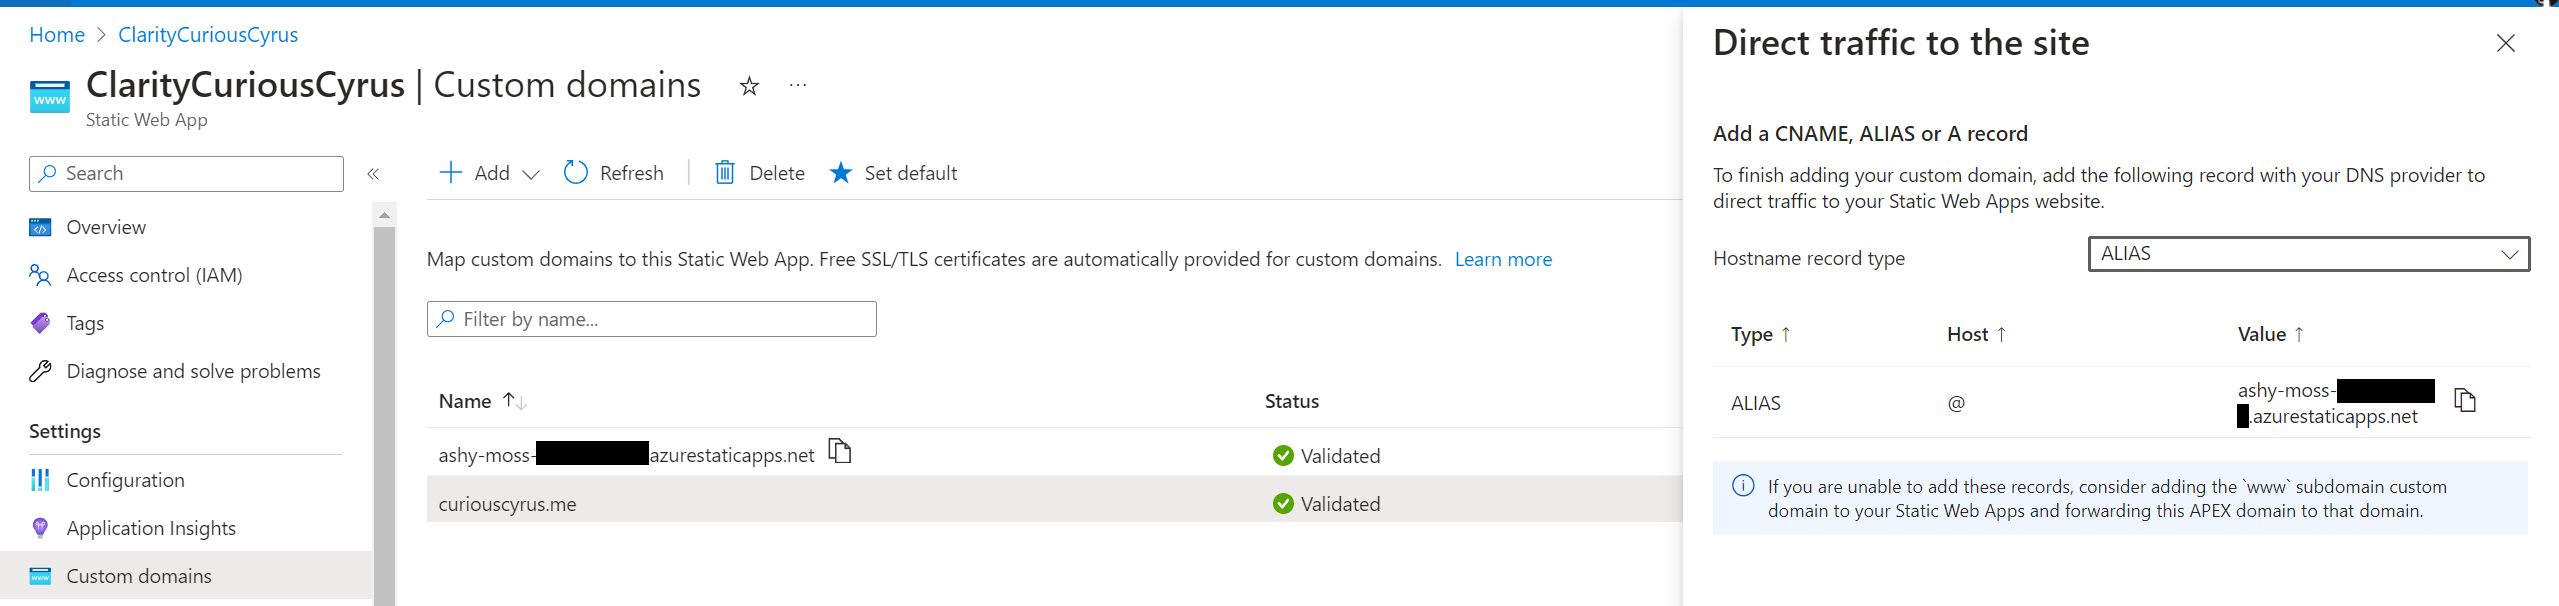 Home > ClarityCuriousCyrus
ClarityCuriousCyrus | Custom domains ...
www
Static Web App
Search «
Overview
Access control (IAM)
Tags
Diagnose and solve problems
Settings
Configuration
Application Insights
www Custom domains
Add Refresh Delete Set default
Map custom domains to this Static Web App. Free SSL/TLS certificates are automatically provided for custom domains. Learn more
Filter by name...
Name ↑↓ Status
ashy-moss- azurestaticapps.net Validated
curiouscyrus.me Validated
Direct traffic to the site
Add a CNAME, ALIAS or A record
To finish adding your custom domain, add the following record with your DNS provider to
direct traffic to your Static Web Apps website.
Hostname record type ALIAS
Type ↑ Host ↑ Value ↑
ALIAS @ ashy-moss-
.azurestaticapps.net
If you are unable to add these records, consider adding the `www` subdomain custom
domain to your Static Web Apps and forwarding this APEX domain to that domain.